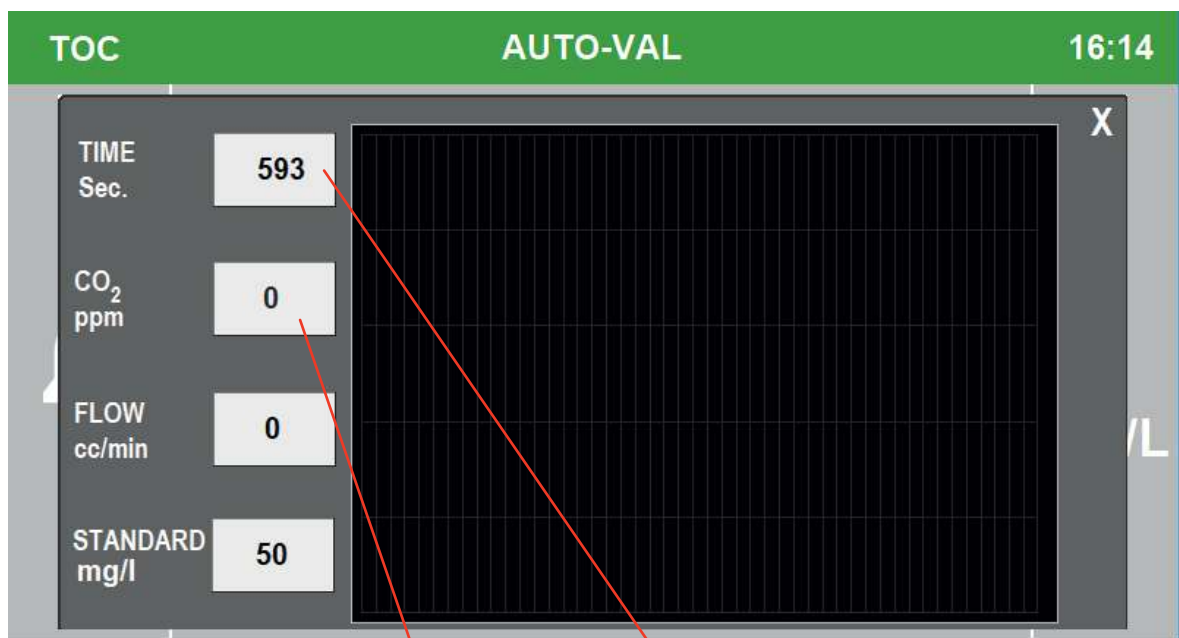 TOC AUTO-VAL 16:14
X
TIME
Sec.
593
CO₂
ppm
0
FLOW
cc/min
0
/L
STANDARD
mg/l
50